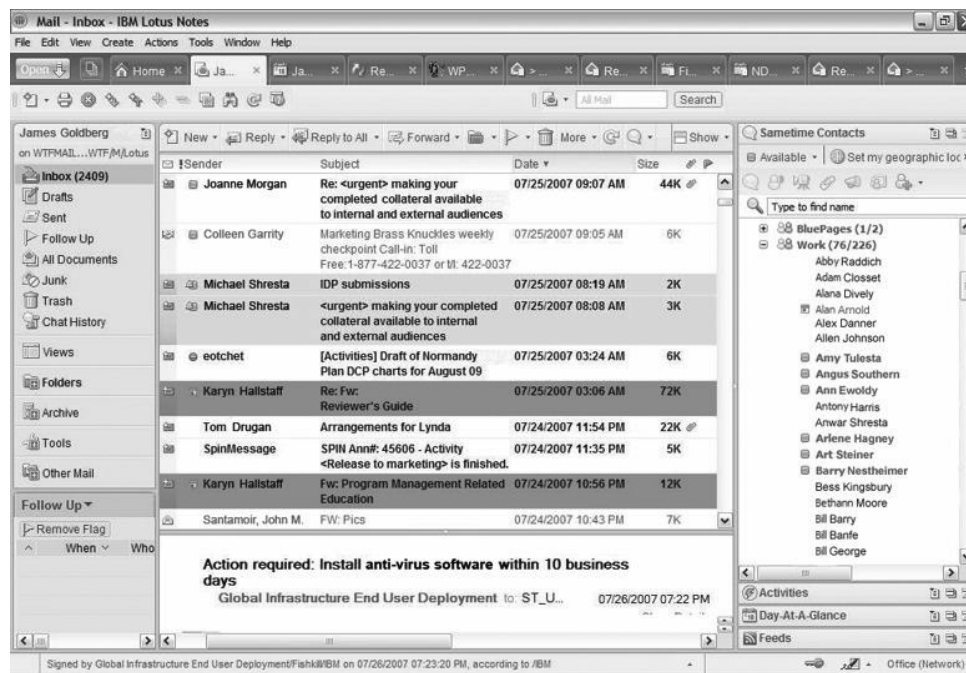 Mail - Inbox - IBM Lotus Notes
File Edit View Create Actions Tools Window Help
Open Home Ja... Ja... Re... WP... >... Re... Fi... ND... Re... >...
All Mail Search
James Goldberg
on WTFMAIL...WTF/M/Lotus
Inbox (2409)
Drafts
Sent
Follow Up
All Documents
Junk
Trash
Chat History
Views
Folders
Archive
Tools
Other Mail
Follow Up
Remove Flag
When Who
New Reply Reply to All Forward More Show
! Sender Subject Date Size
Joanne Morgan Re: <urgent> making your 07/25/2007 09:07 AM 44K
completed collateral available
to internal and external audiences
Colleen Garrity Marketing Brass Knuckles weekly 07/25/2007 09:05 AM 6K
checkpoint Call-in: Toll
Free:1-877-422-0037 or t/l: 422-0037
Michael Shresta IDP submissions 07/25/2007 08:19 AM 2K
Michael Shresta <urgent> making your completed 07/25/2007 08:08 AM 3K
collateral available to internal
and external audiences
eotchet [Activities] Draft of Normandy 07/25/2007 03:24 AM 6K
Plan DCP charts for August 09
Karyn Hallstaff Re: Fw: 07/25/2007 03:06 AM 72K
Reviewer's Guide
Tom Drugan Arrangements for Lynda 07/24/2007 11:54 PM 22K
SpinMessage SPIN Ann#: 45606 - Activity 07/24/2007 11:35 PM 5K
<Release to marketing> is finished.
Karyn Hallstaff Fw: Program Management Related 07/24/2007 10:56 PM 12K
Education
Santamoir, John M. FW: Pics 07/24/2007 10:43 PM 7K
Action required: Install anti-virus software within 10 business
days
Global Infrastructure End User Deployment to: ST_U... 07/26/2007 07:22 PM
Sametime Contacts
Available Set my geographic loc
Type to find name
BluePages (1/2)
Work (76/226)
Abby Raddich
Adam Closset
Alana Dively
Alan Arnold
Alex Danner
Allen Johnson
Amy Tulesta
Angus Southern
Ann Ewoldy
Antony Harris
Anwar Shresta
Arlene Hagney
Art Steiner
Barry Nestheimer
Bess Kingsbury
Bethann Moore
Bill Barry
Bill Banfe
Bill George
Activities
Day-At-A-Glance
Feeds
Signed by Global Infrastructure End User Deployment/Fishkill/IBM on 07/26/2007 07:23:20 PM, according to /IBM
Office (Network)